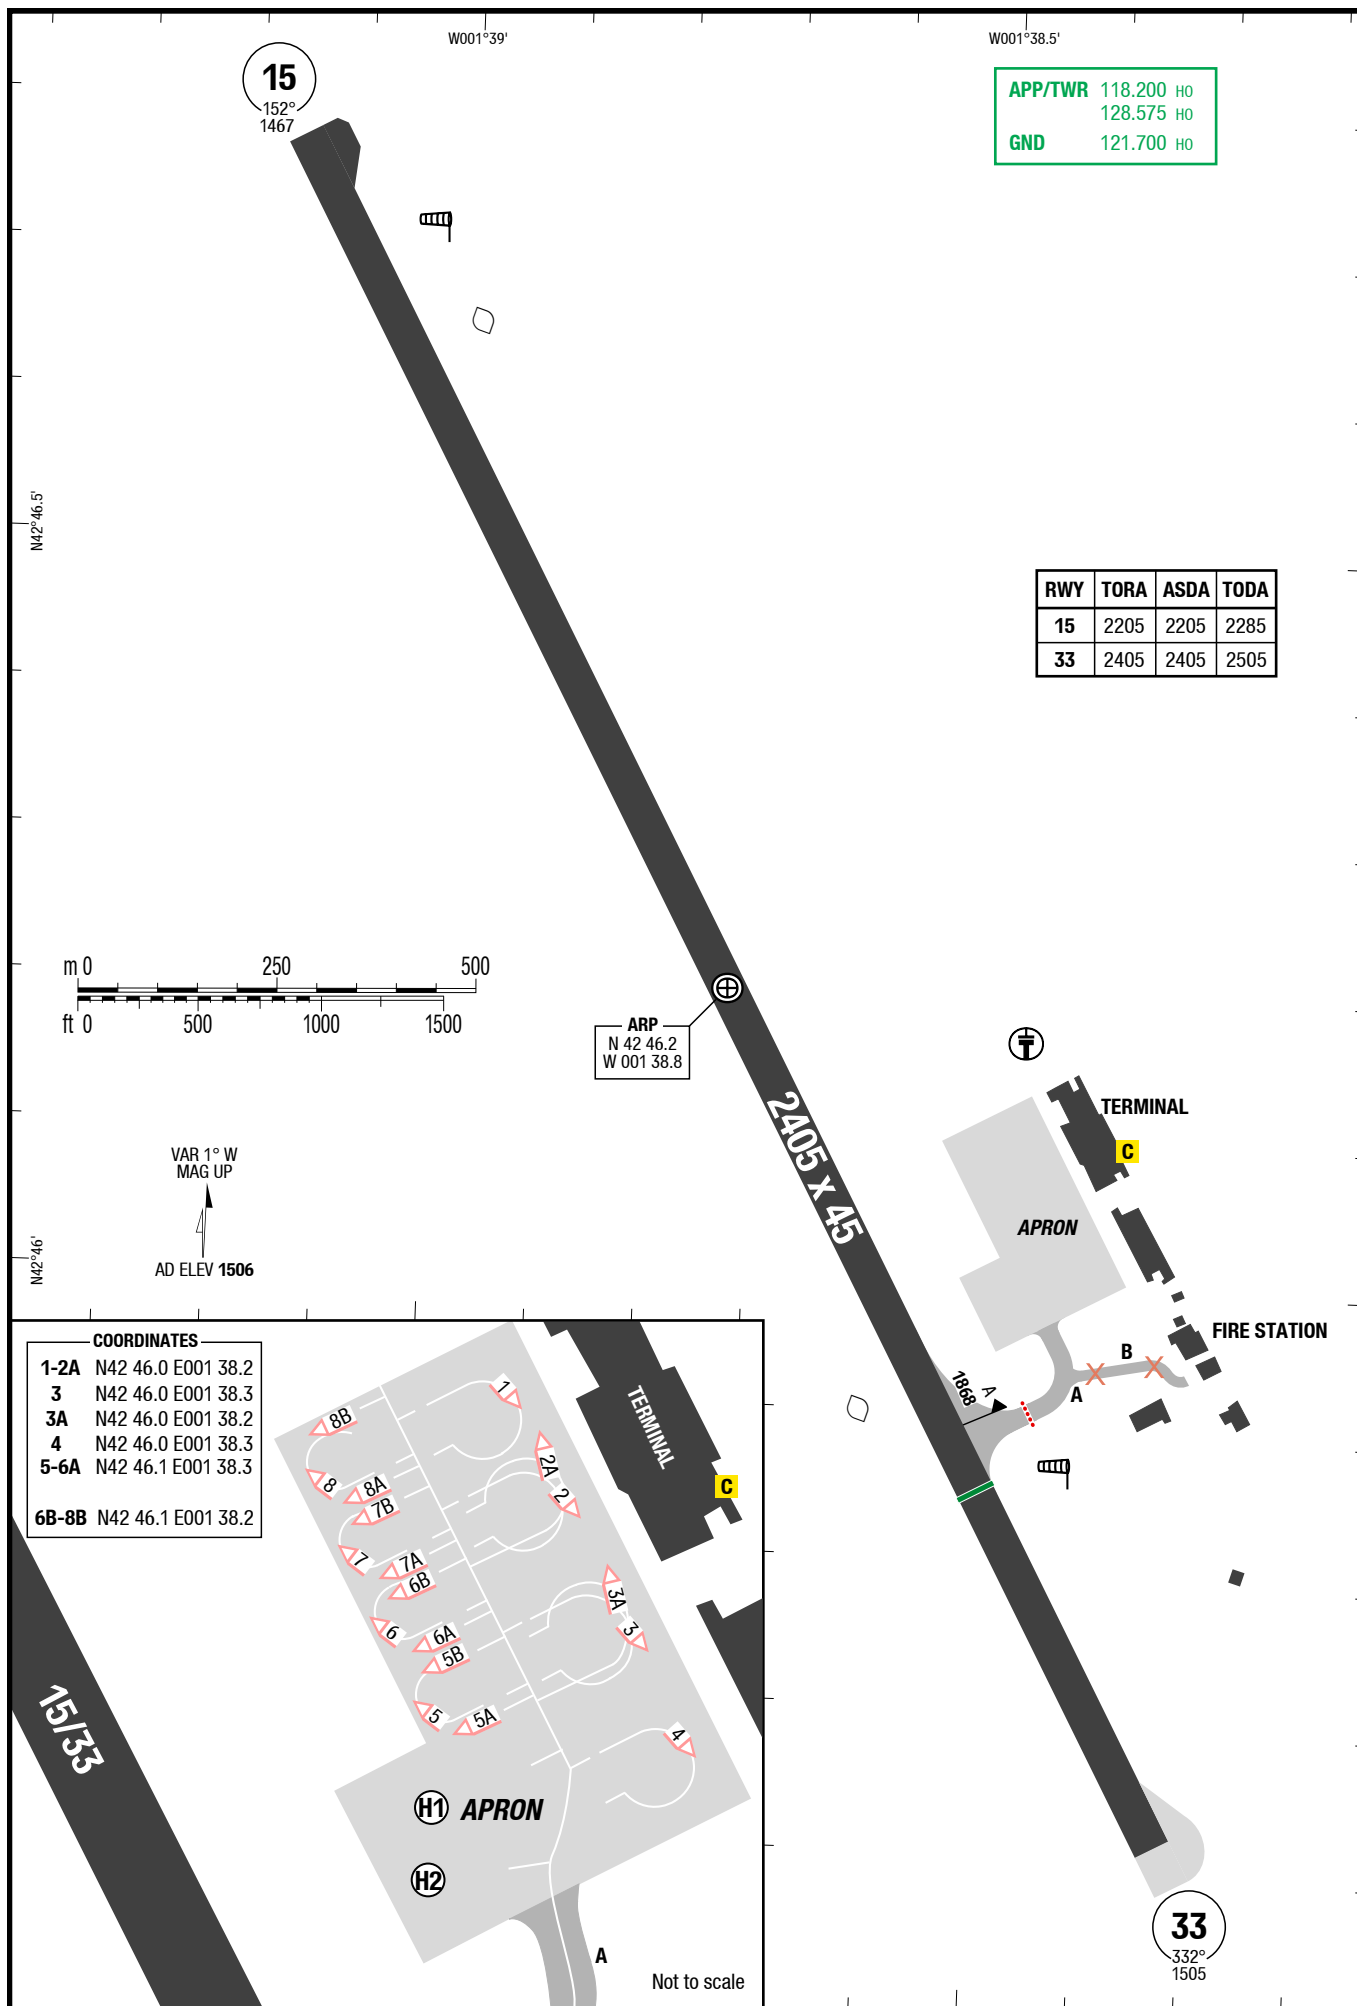 W001°39'
W001°38.5'
15
152°
1467
APP/TWR 118.200 HO
128.575 HO
GND 121.700 HO
N42°46.5'
RWY TORA ASDA TODA
15 2205 2205 2285
33 2405 2405 2505
m 0 250 500
ft 0 500 1000 1500
ARP
N 42 46.2
W 001 38.8
2405 x 45
TERMINAL
C
APRON
VAR 1° W
MAG UP
AD ELEV 1506
N42°46'
FIRE STATION
B
A
A
1868
COORDINATES
1-2A N42 46.0 E001 38.2
3 N42 46.0 E001 38.3
3A N42 46.0 E001 38.2
4 N42 46.0 E001 38.3
5-6A N42 46.1 E001 38.3
6B-8B N42 46.1 E001 38.2
TERMINAL
C
1
8B
2A
2
8
8A
7B
7
7A
6B
3A
3
6
6A
5B
5
5A
4
15/33
H1 APRON
H2
A
Not to scale
33
332°
1505